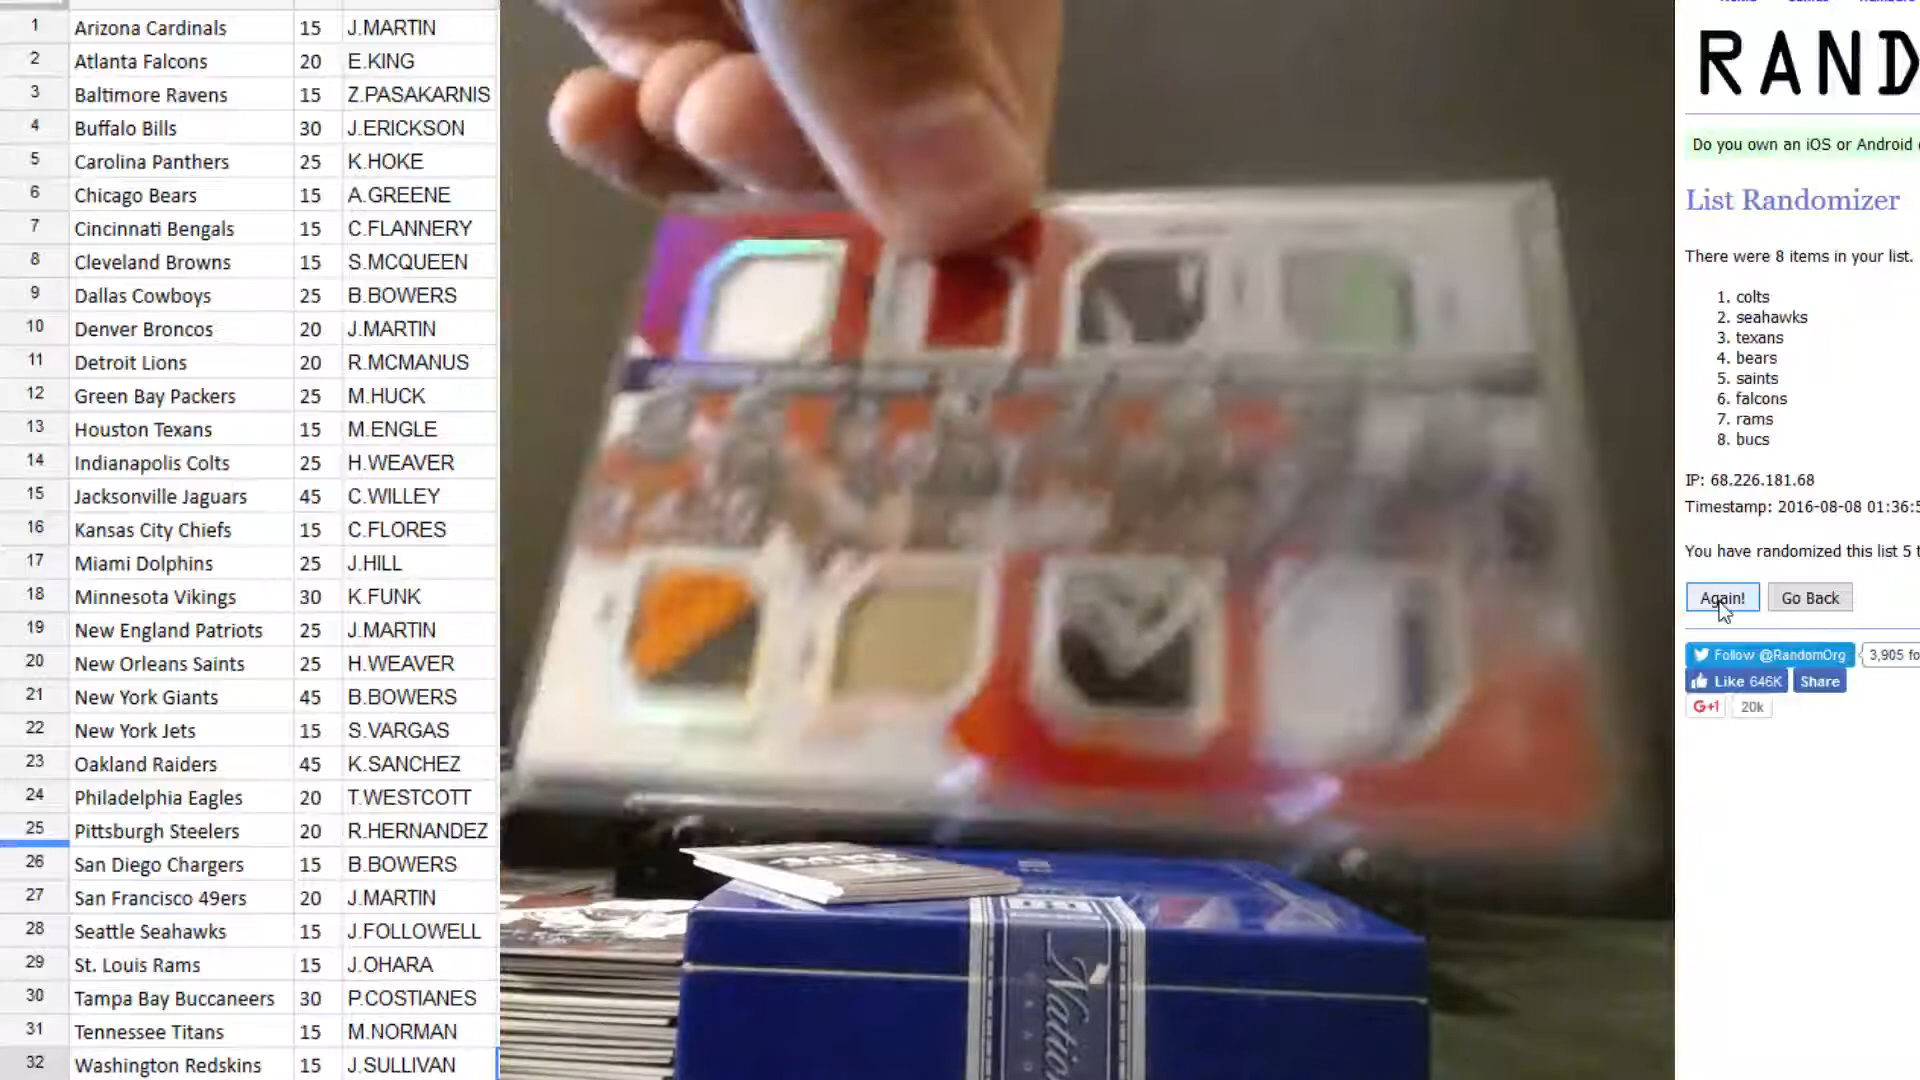 1 Arizona Cardinals 15 J.MARTIN
2 Atlanta Falcons 20 E.KING
3 Baltimore Ravens 15 Z.PASAKARNIS
4 Buffalo Bills 30 J.ERICKSON
5 Carolina Panthers 25 K.HOKE
6 Chicago Bears 15 A.GREENE
7 Cincinnati Bengals 15 C.FLANNERY
8 Cleveland Browns 15 S.MCQUEEN
9 Dallas Cowboys 25 B.BOWERS
10 Denver Broncos 20 J.MARTIN
11 Detroit Lions 20 R.MCMANUS
12 Green Bay Packers 25 M.HUCK
13 Houston Texans 15 M.ENGLE
14 Indianapolis Colts 25 H.WEAVER
15 Jacksonville Jaguars 45 C.WILLEY
16 Kansas City Chiefs 15 C.FLORES
17 Miami Dolphins 25 J.HILL
18 Minnesota Vikings 30 K.FUNK
19 New England Patriots 25 J.MARTIN
20 New Orleans Saints 25 H.WEAVER
21 New York Giants 45 B.BOWERS
22 New York Jets 15 S.VARGAS
23 Oakland Raiders 45 K.SANCHEZ
24 Philadelphia Eagles 20 T.WESTCOTT
25 Pittsburgh Steelers 20 R.HERNANDEZ
26 San Diego Chargers 15 B.BOWERS
27 San Francisco 49ers 20 J.MARTIN
28 Seattle Seahawks 15 J.FOLLOWELL
29 St. Louis Rams 15 J.OHARA
30 Tampa Bay Buccaneers 30 P.COSTIANES
31 Tennessee Titans 15 M.NORMAN
32 Washington Redskins 15 J.SULLIVAN
Natio
RAND
Do you own an iOS or Android
List Randomizer
There were 8 items in your list.
1. colts
2. seahawks
3. texans
4. bears
5. saints
6. falcons
7. rams
8. bucs
IP: 68.226.181.68
Timestamp: 2016-08-08 01:36:5
You have randomized this list 5 t
Again! Go Back
Follow @RandomOrg 3,905 fo
Like 646K Share
G+1 20k